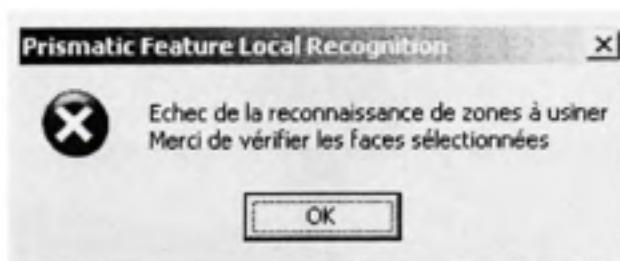 Prismatic Feature Local Recognition
Echec de la reconnaissance de zones à usiner
Merci de vérifier les faces sélectionnées
OK